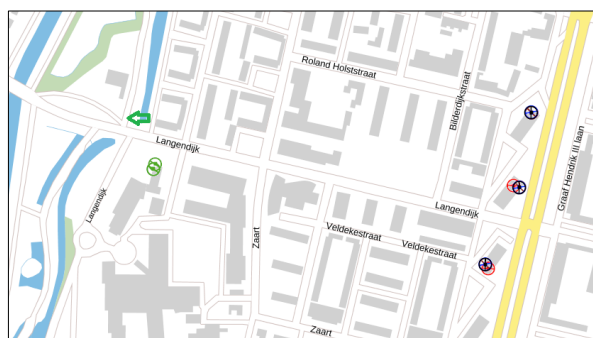 Roland Holststraat
Bilderdijkstraat
Graaf Hendrik III laan
Langendijk
Langendijk
Langendijk
Veldekestraat
Veldekestraat
Zaart
Zaart